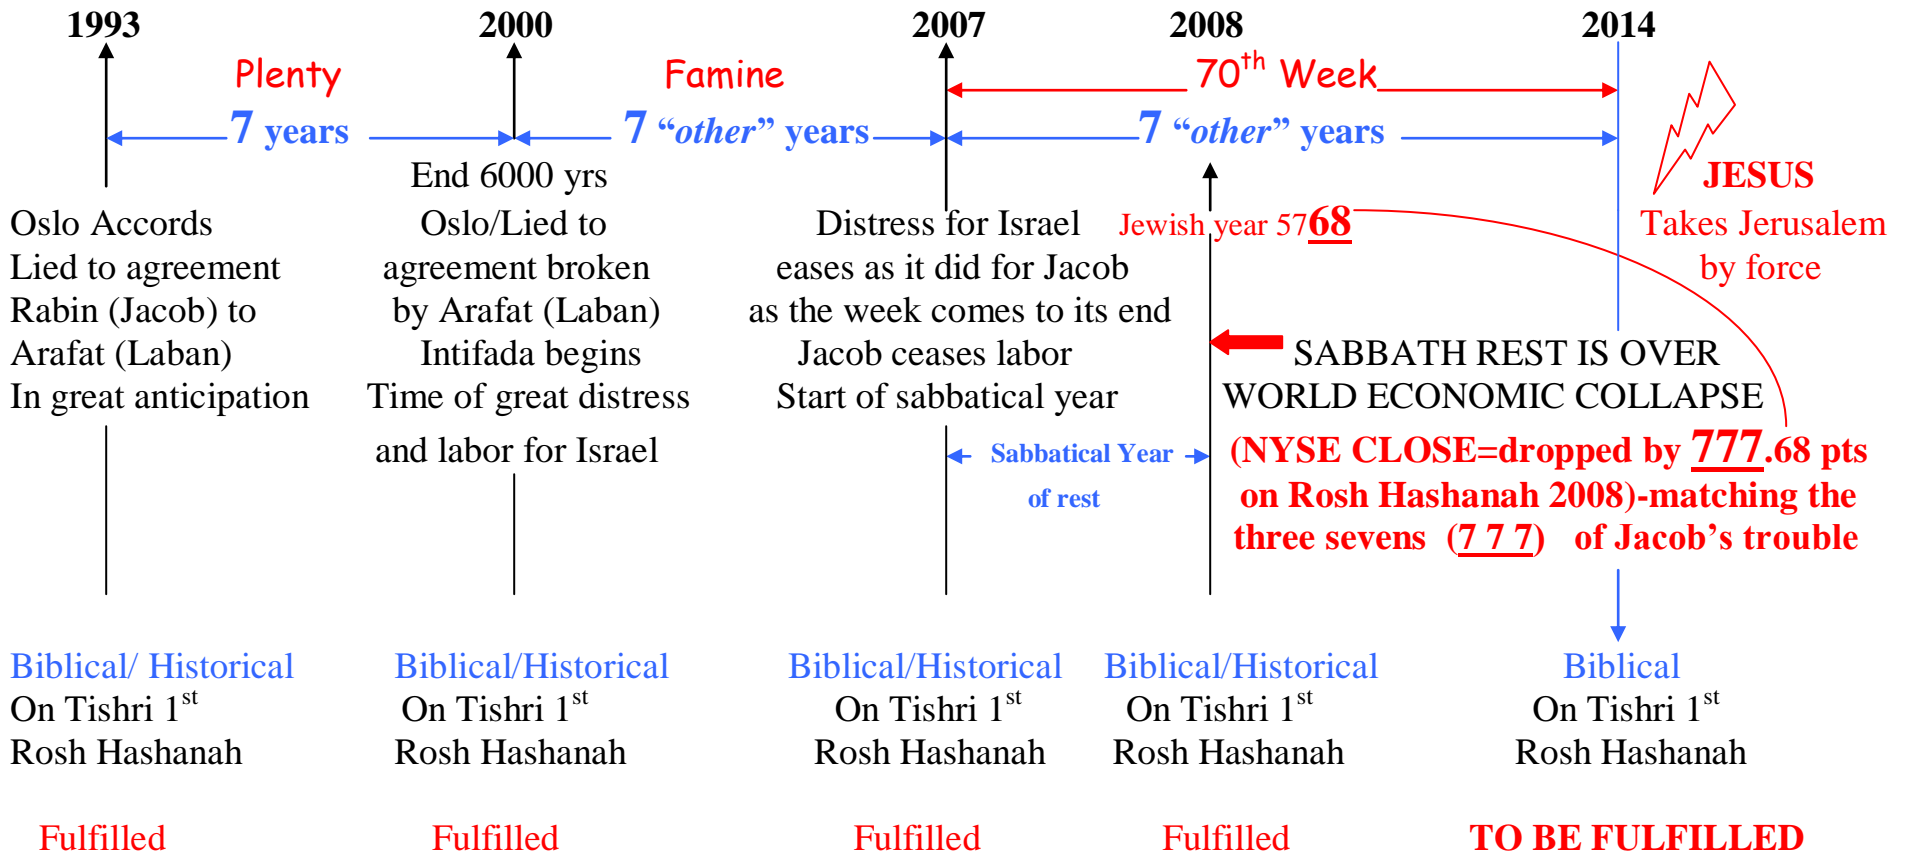 1993
2000
2007
2008
2014
Plenty
Famine
70th Week
7 years
7 “other” years
7 “other” years
Oslo Accords
Lied to agreement
Rabin (Jacob) to
Arafat (Laban)
In great anticipation
End 6000 yrs
Oslo/Lied to
agreement broken
by Arafat (Laban)
Intifada begins
Time of great distress
and labor for Israel
Distress for Israel
eases as it did for Jacob
as the week comes to its end
Jacob ceases labor
Start of sabbatical year
Sabbatical Year
of rest
Jewish year 5768
JESUS
Takes Jerusalem
by force
SABBATH REST IS OVER
WORLD ECONOMIC COLLAPSE
(NYSE CLOSE=dropped by 777.68 pts
on Rosh Hashanah 2008)-matching the
three sevens (7 7 7) of Jacob’s trouble
Biblical/ Historical
On Tishri 1st
Rosh Hashanah
Fulfilled
Biblical/Historical
On Tishri 1st
Rosh Hashanah
Fulfilled
Biblical/Historical
On Tishri 1st
Rosh Hashanah
Fulfilled
Biblical/Historical
On Tishri 1st
Rosh Hashanah
Fulfilled
Biblical
On Tishri 1st
Rosh Hashanah
TO BE FULFILLED